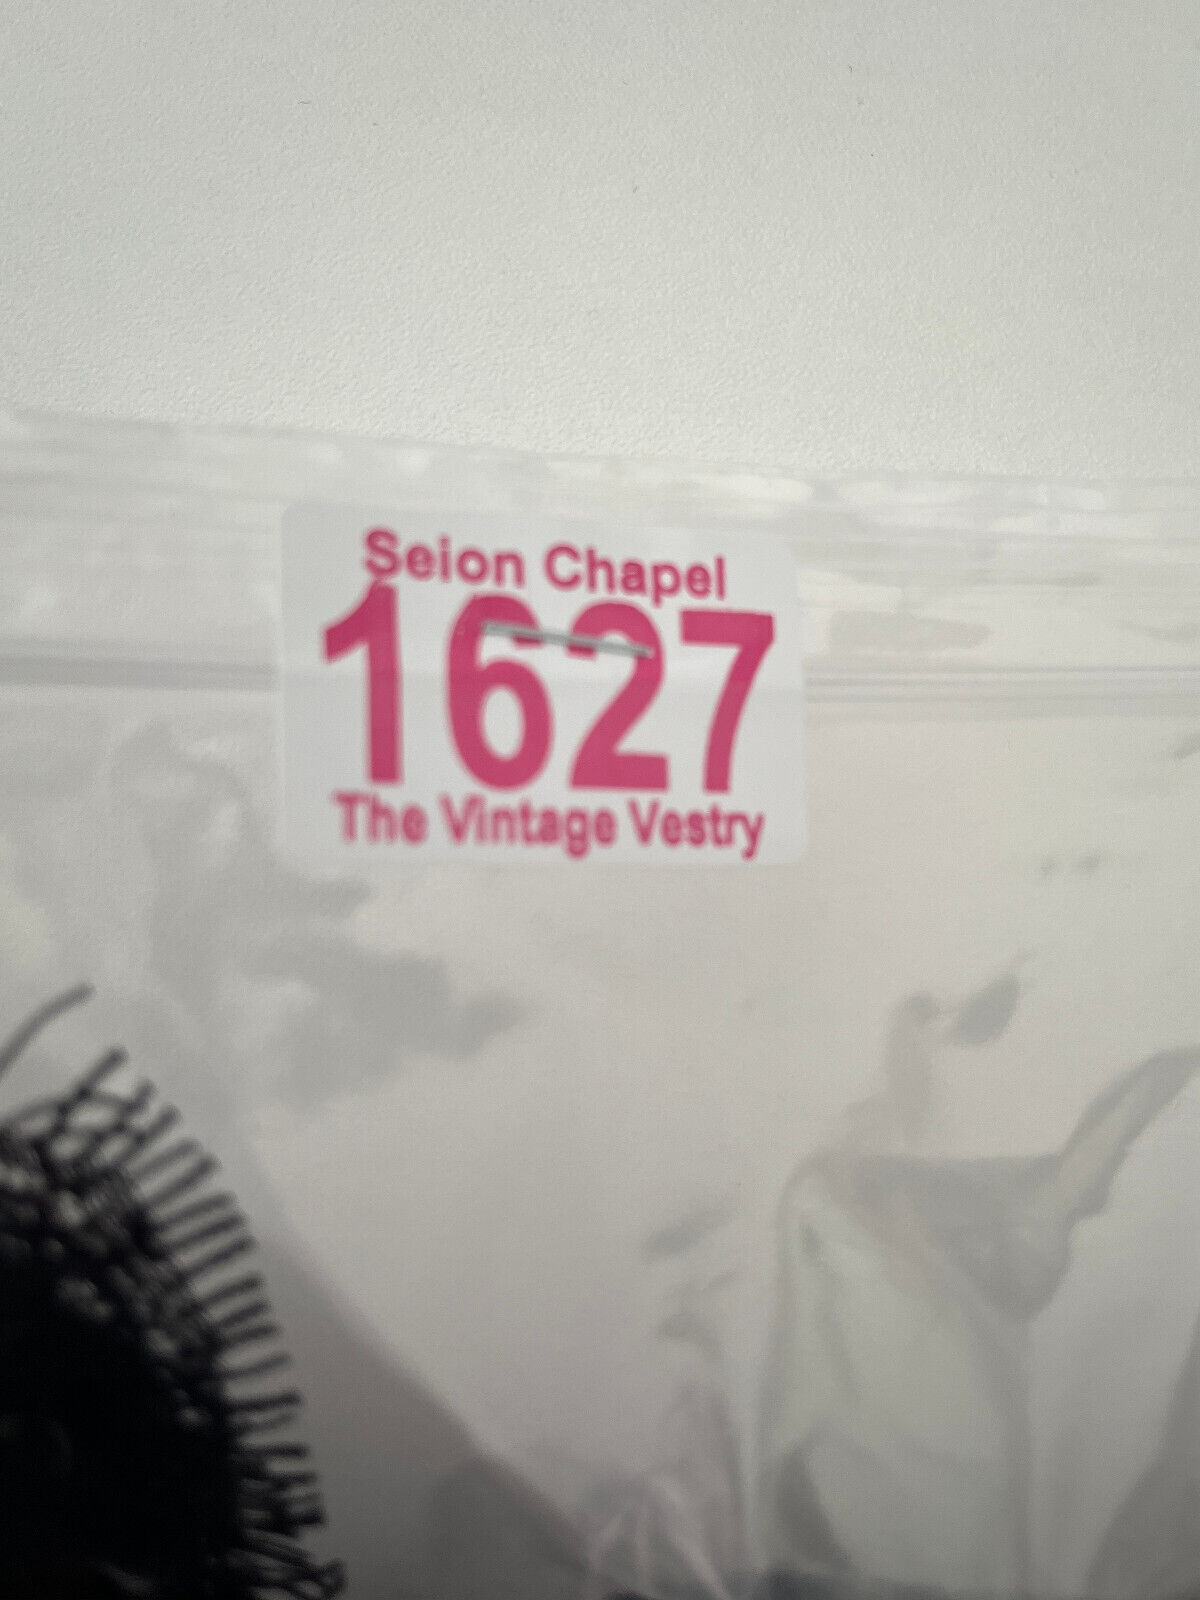 Seion Chapel
1627
The Vintage Vestry